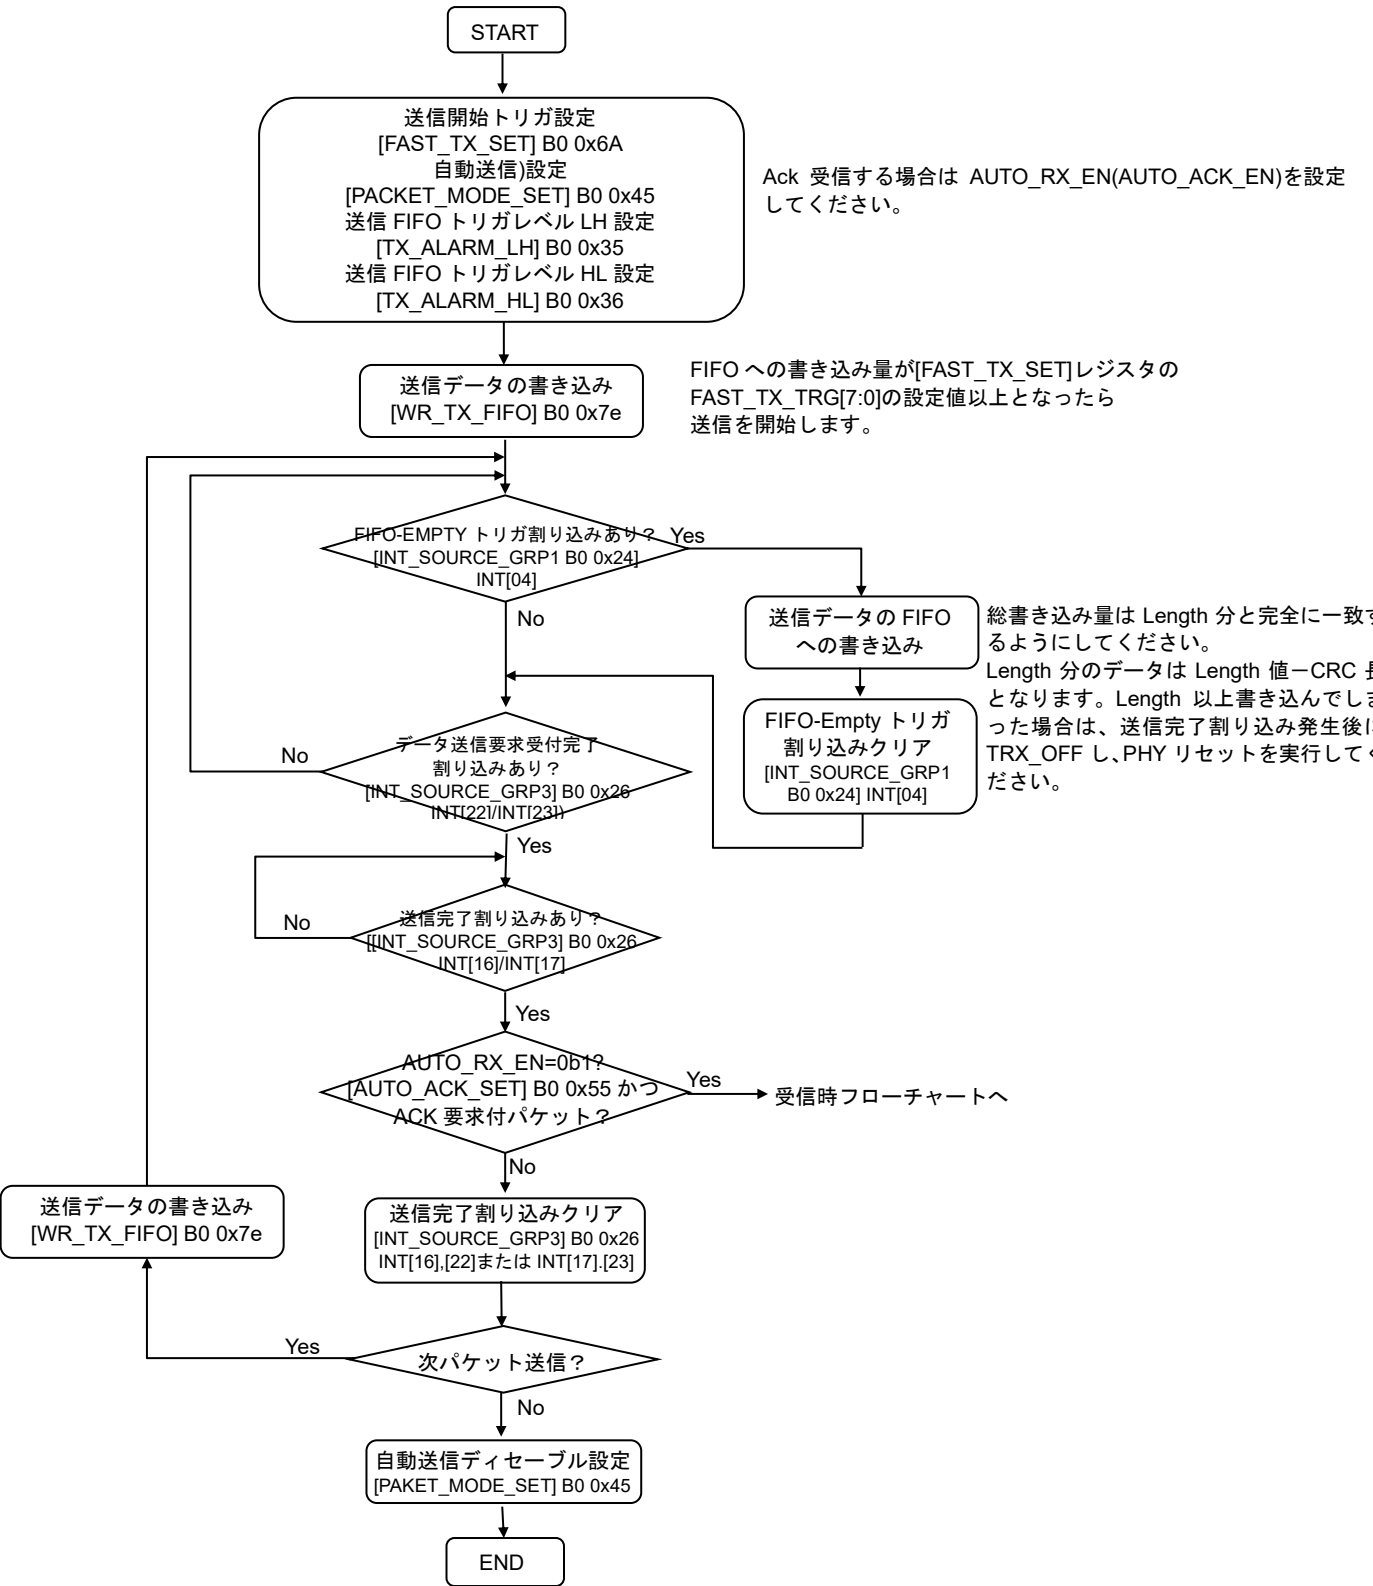 START
送信開始トリガ設定
[FAST_TX_SET] B0 0x6A
自動送信)設定
[PACKET_MODE_SET] B0 0x45
送信 FIFO トリガレベル LH 設定
[TX_ALARM_LH] B0 0x35
送信 FIFO トリガレベル HL 設定
[TX_ALARM_HL] B0 0x36
Ack 受信する場合は AUTO_RX_EN(AUTO_ACK_EN)を設定
してください。
送信データの書き込み
[WR_TX_FIFO] B0 0x7e
FIFO への書き込み量が[FAST_TX_SET]レジスタの
FAST_TX_TRG[7:0]の設定値以上となったら
送信を開始します。
FIFO-EMPTY トリガ割り込みあり？
[INT_SOURCE_GRP1 B0 0x24]
INT[04]
Yes
No
送信データの FIFO
への書き込み
総書き込み量は Length 分と完全に一致す
るようにしてください。
Length 分のデータは Length 値－CRC 長
となります。Length 以上書き込んでしま
った場合は、送信完了割り込み発生後に
TRX_OFF し、PHY リセットを実行してく
ださい。
FIFO-Empty トリガ
割り込みクリア
[INT_SOURCE_GRP1
B0 0x24] INT[04]
データ送信要求受付完了
割り込みあり？
[INT_SOURCE_GRP3] B0 0x26
INT[22]/INT[23])
No
Yes
送信完了割り込みあり？
[[INT_SOURCE_GRP3] B0 0x26
INT[16]/INT[17]
No
Yes
AUTO_RX_EN=0b1?
[AUTO_ACK_SET] B0 0x55 かつ
ACK 要求付パケット？
Yes
受信時フローチャートへ
No
送信データの書き込み
[WR_TX_FIFO] B0 0x7e
送信完了割り込みクリア
[INT_SOURCE_GRP3] B0 0x26
INT[16],[22]または INT[17].[23]
次パケット送信？
Yes
No
自動送信ディセーブル設定
[PAKET_MODE_SET] B0 0x45
END